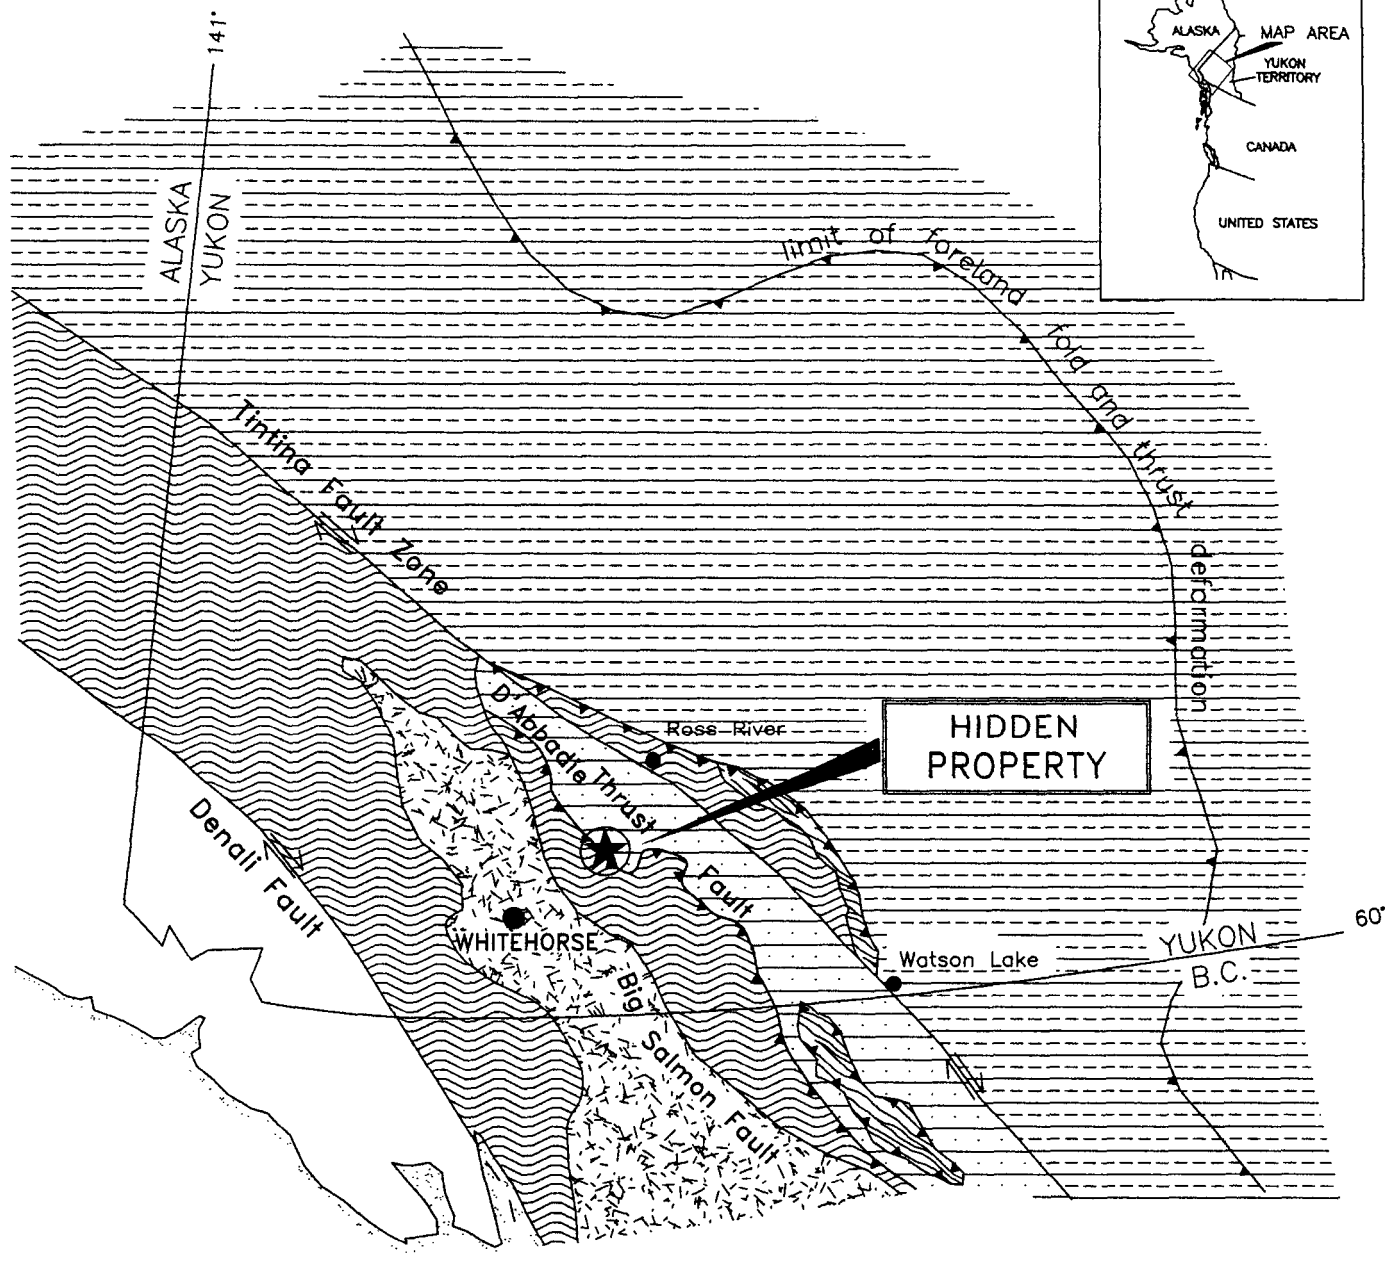 141°
ALASKA
MAP AREA
YUKON
TERRITORY
CANADA
UNITED STATES
ALASKA
YUKON
limit of foreland fold and thrust deformation
Tintina Fault Zone
D'Abbadie Thrust Fault
Ross River
HIDDEN
PROPERTY
Denali Fault
WHITEHORSE
Big Salmon Fault
Watson Lake
YUKON
B.C.
60°